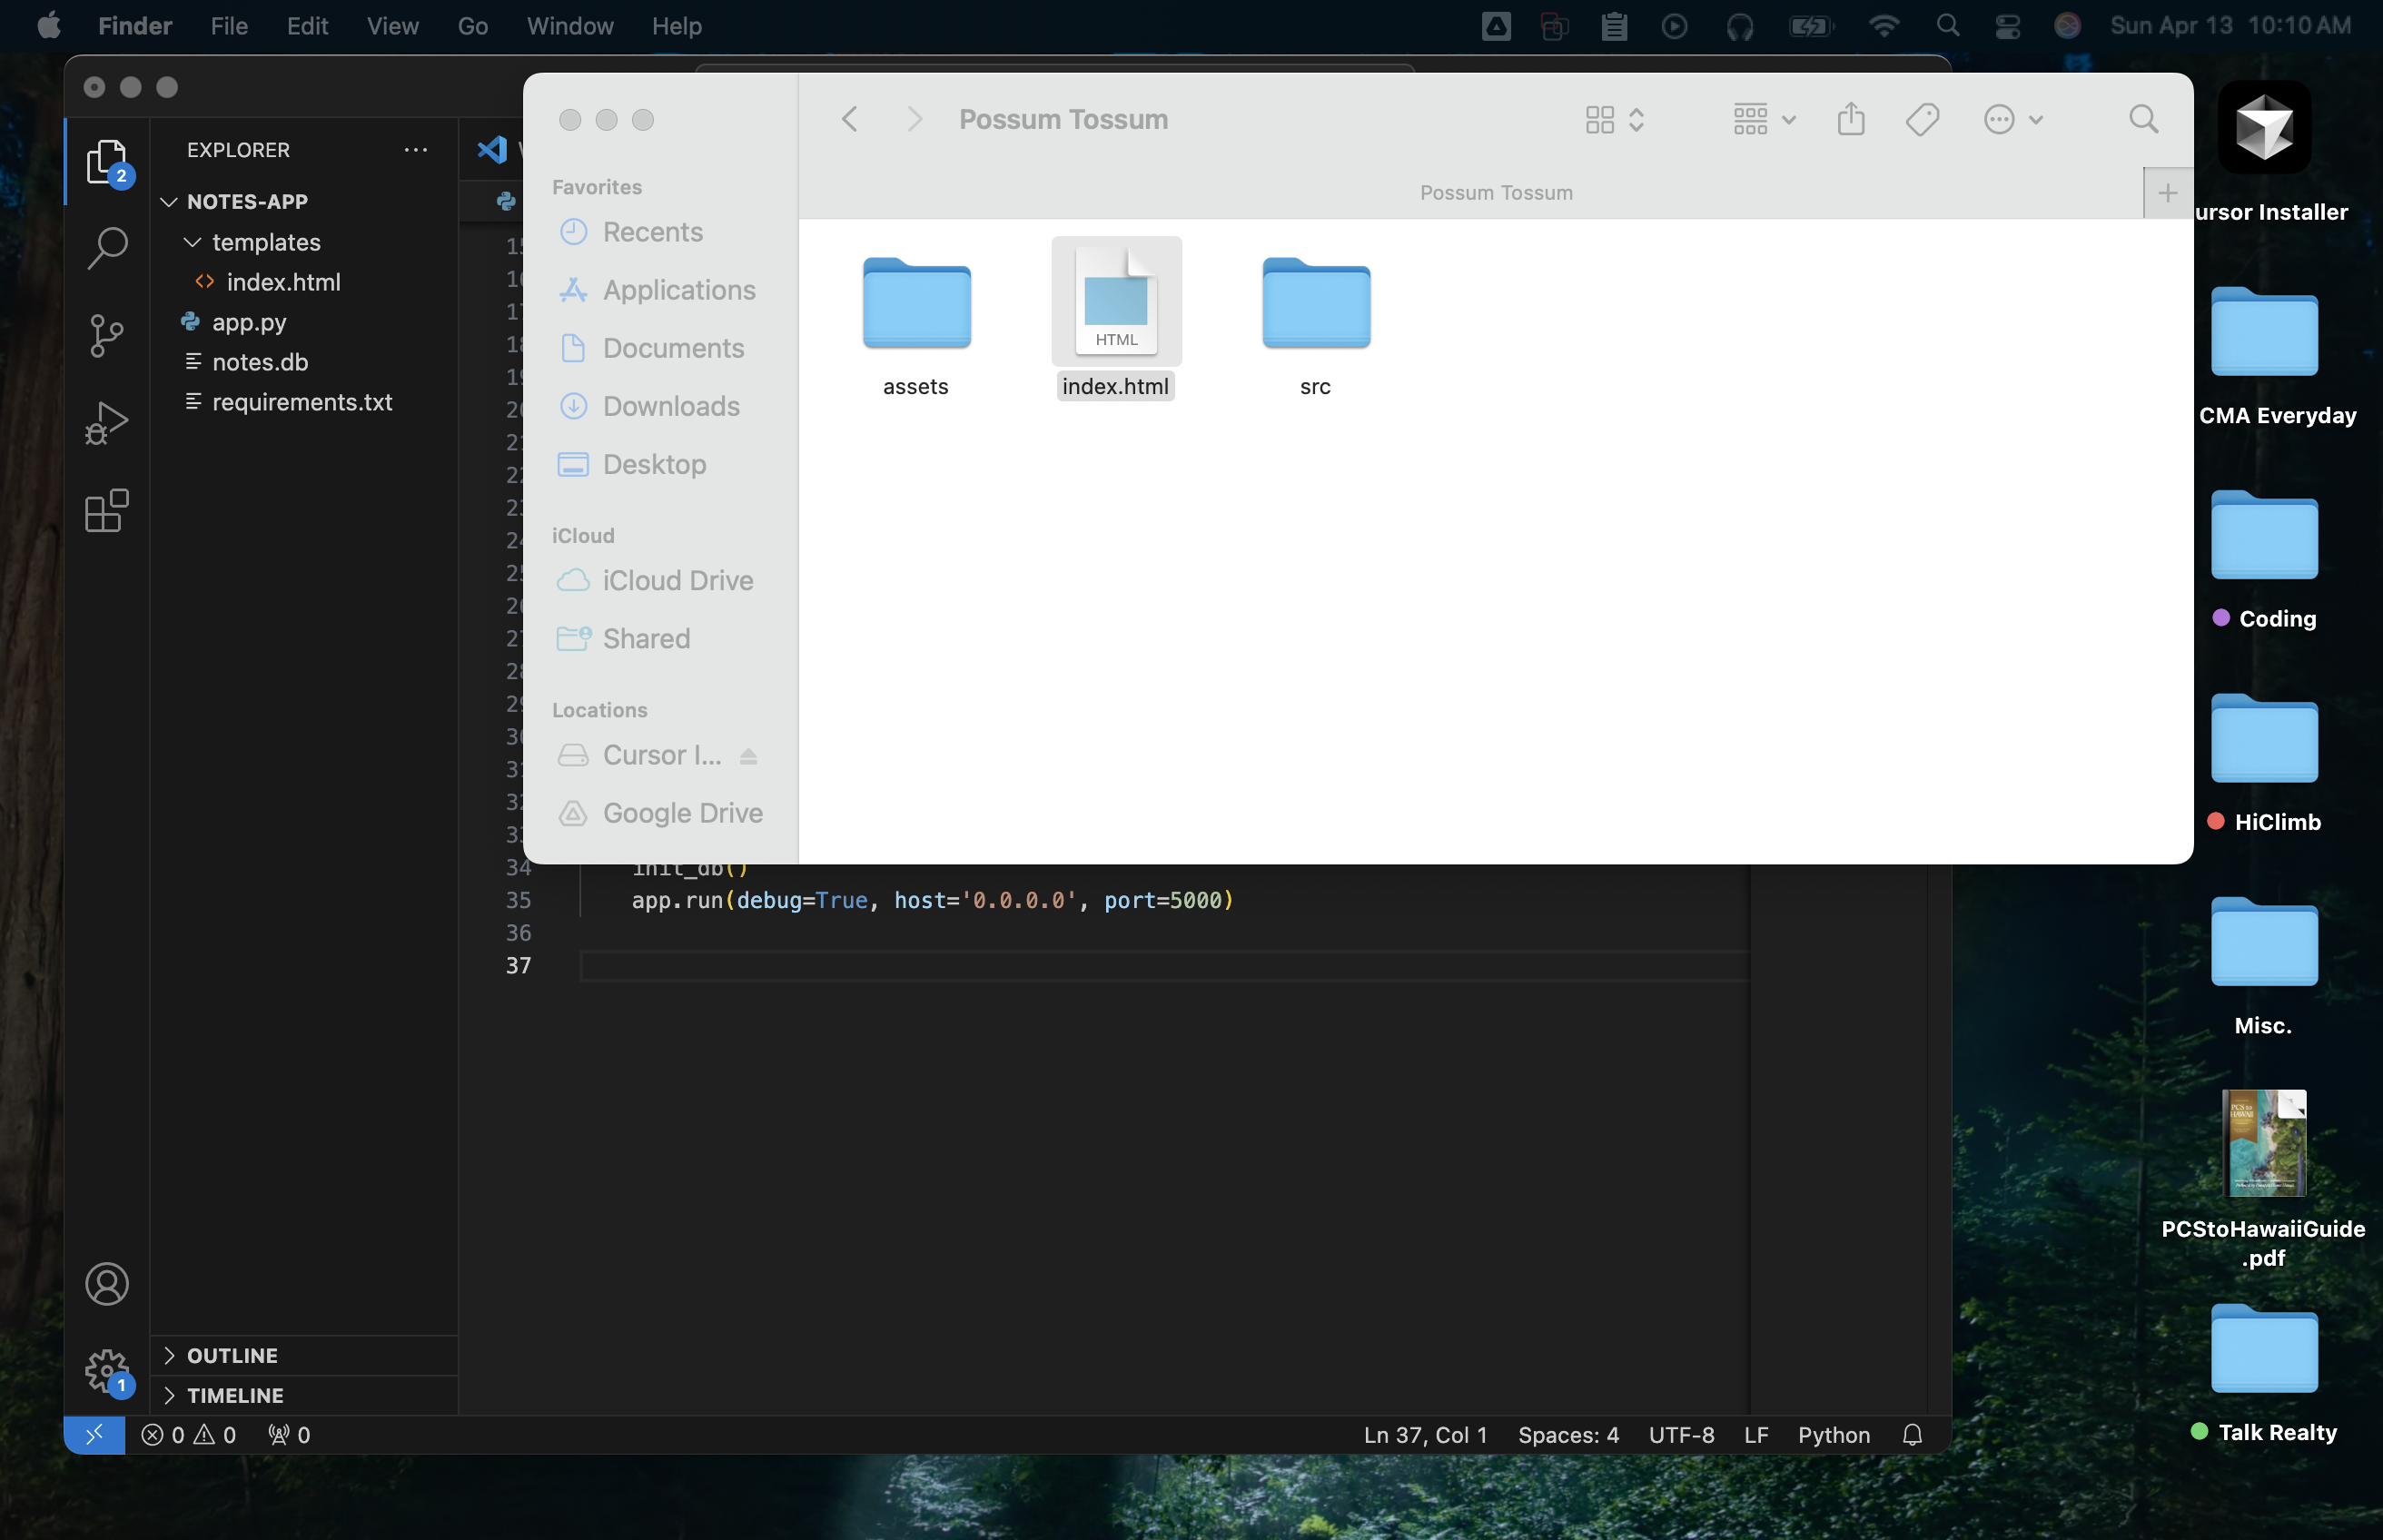 Finder File Edit View Go Window Help Sun Apr 13 10:10 AM
EXPLORER
2
NOTES-APP
templates
index.html
app.py
notes.db
requirements.txt
OUTLINE
TIMELINE
1
Possum Tossum
Possum Tossum
Favorites
Recents
Applications
Documents
Downloads
Desktop
iCloud
iCloud Drive
Shared
Locations
Cursor I...
Google Drive
assets
HTML
index.html
src
34 init_db()
35 app.run(debug=True, host='0.0.0.0', port=5000)
36
37
0 0 0
Ln 37, Col 1 Spaces: 4 UTF-8 LF Python
ursor Installer
CMA Everyday
Coding
HiClimb
Misc.
PCS to
HAWAII
PCStoHawaiiGuide
.pdf
Talk Realty